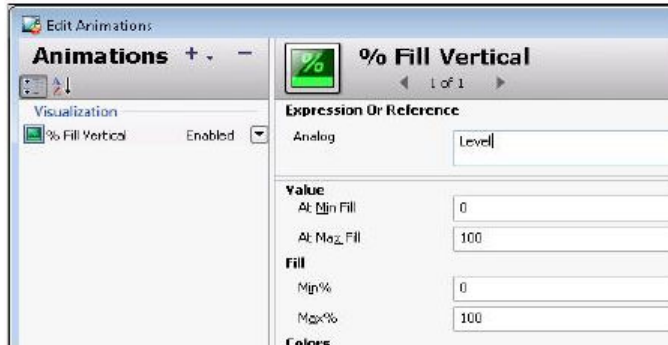 Edit Animations
Animations + -
Visualization
% Fill Vertical Enabled
% % Fill Vertical
1 of 1
Expression Or Reference
Analog Level
Value
At Min Fill 0
At Max Fill 100
Fill
Min% 0
Max% 100
Colors